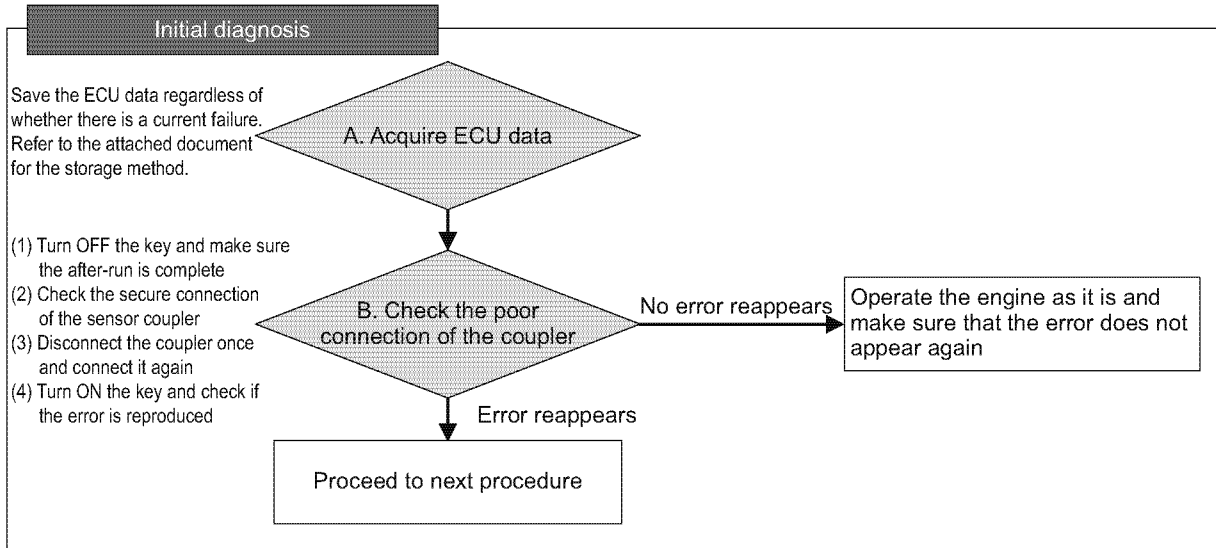 Initial diagnosis
Save the ECU data regardless of
whether there is a current failure.
Refer to the attached document
for the storage method.
A. Acquire ECU data
(1) Turn OFF the key and make sure
the after-run is complete
(2) Check the secure connection
of the sensor coupler
(3) Disconnect the coupler once
and connect it again
(4) Turn ON the key and check if
the error is reproduced
B. Check the poor
connection of the coupler
No error reappears
Operate the engine as it is and
make sure that the error does not
appear again
Error reappears
Proceed to next procedure